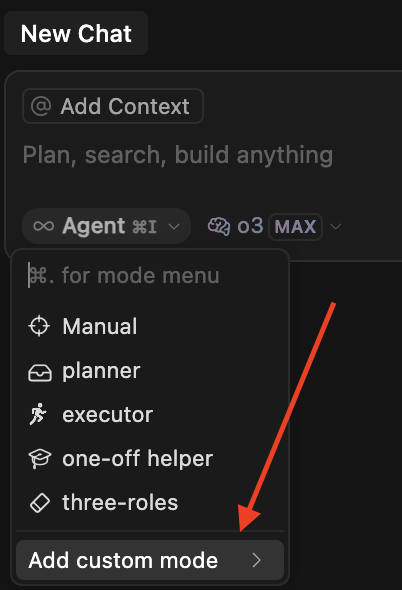 New Chat
@ Add Context
Plan, search, build anything
∞ Agent ⌘I o3 MAX
⌘. for mode menu
Manual
planner
executor
one-off helper
three-roles
Add custom mode >